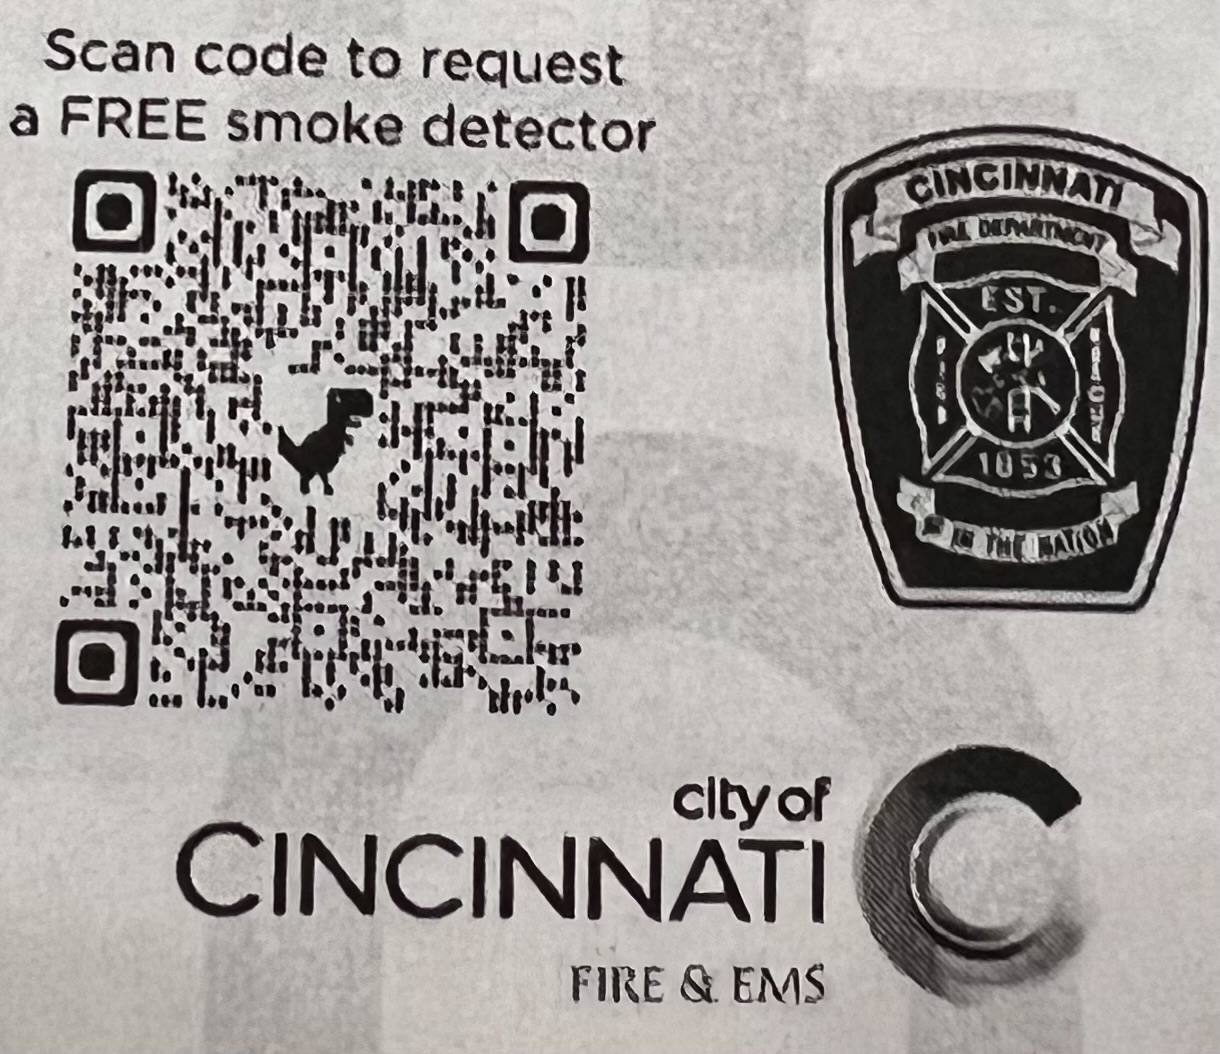 Scan code to request
a FREE smoke detector
CINCINNATI
FIRE DEPARTMENT
EST.
1853
IN THE NATION
city of
CINCINNATI
FIRE & EMS